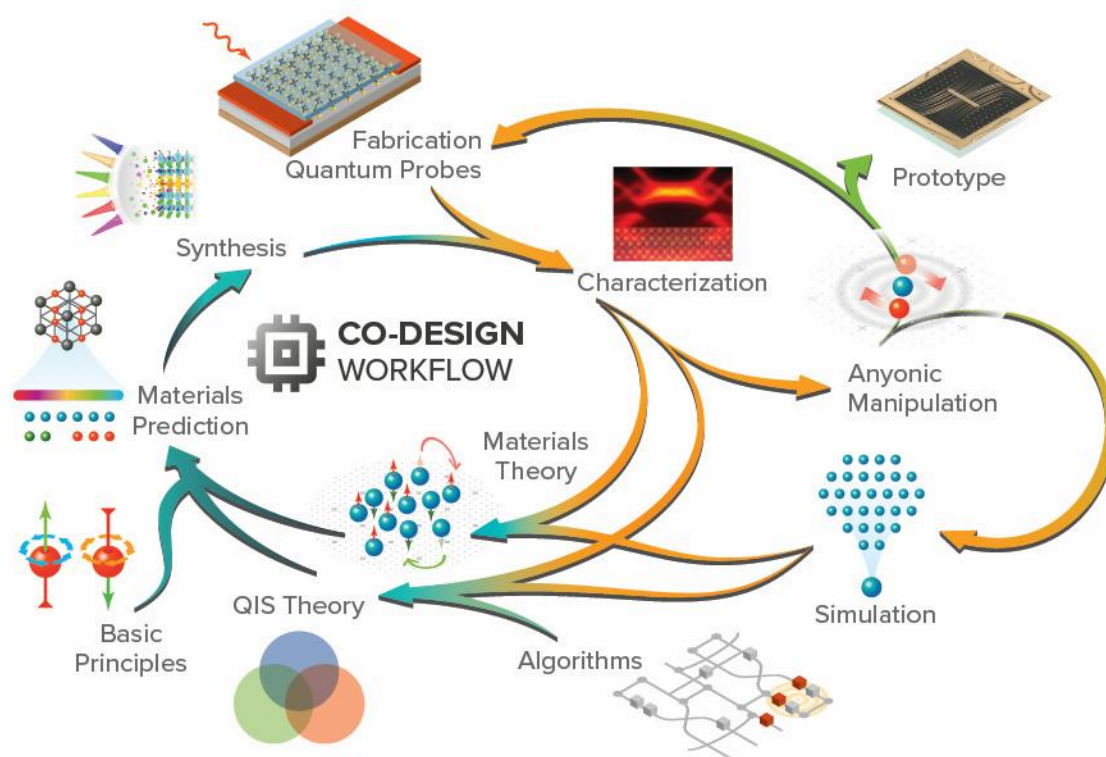 Fabrication
Quantum Probes
Prototype
Synthesis
Characterization
CO-DESIGN
WORKFLOW
Materials
Prediction
Anyonic
Manipulation
Materials
Theory
QIS Theory
Simulation
Basic
Principles
Algorithms